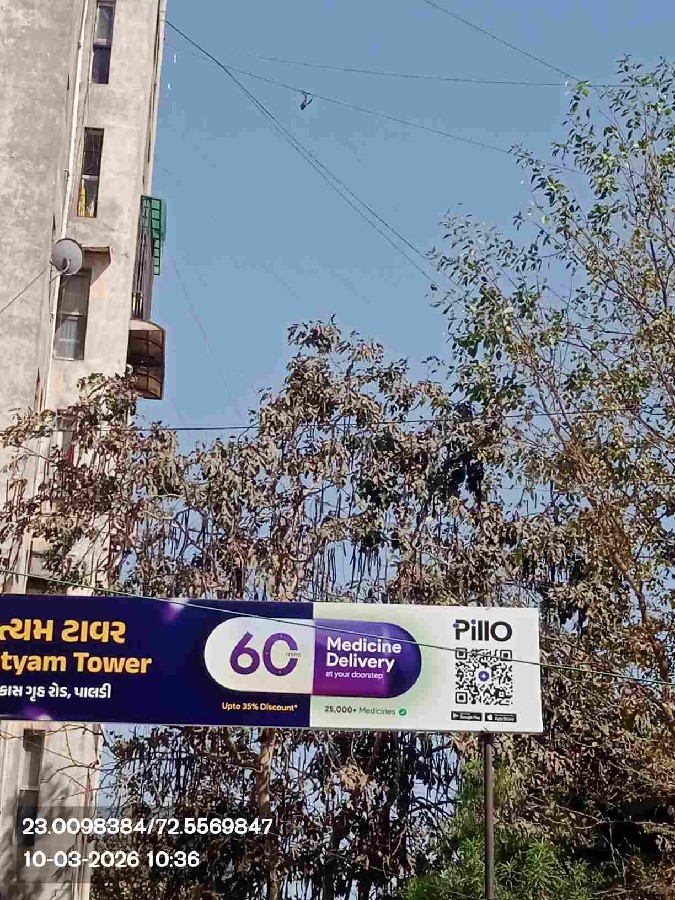 ત્યમ ટાવર
tyam Tower
કાસ ગૃહ રોડ, પાલડી
60 mins
Medicine
Delivery
at your doorstep
Upto 35% Discount*
25,000+ Medicines
PillO
23.0098384/72.5569847
10-03-2026 10:36